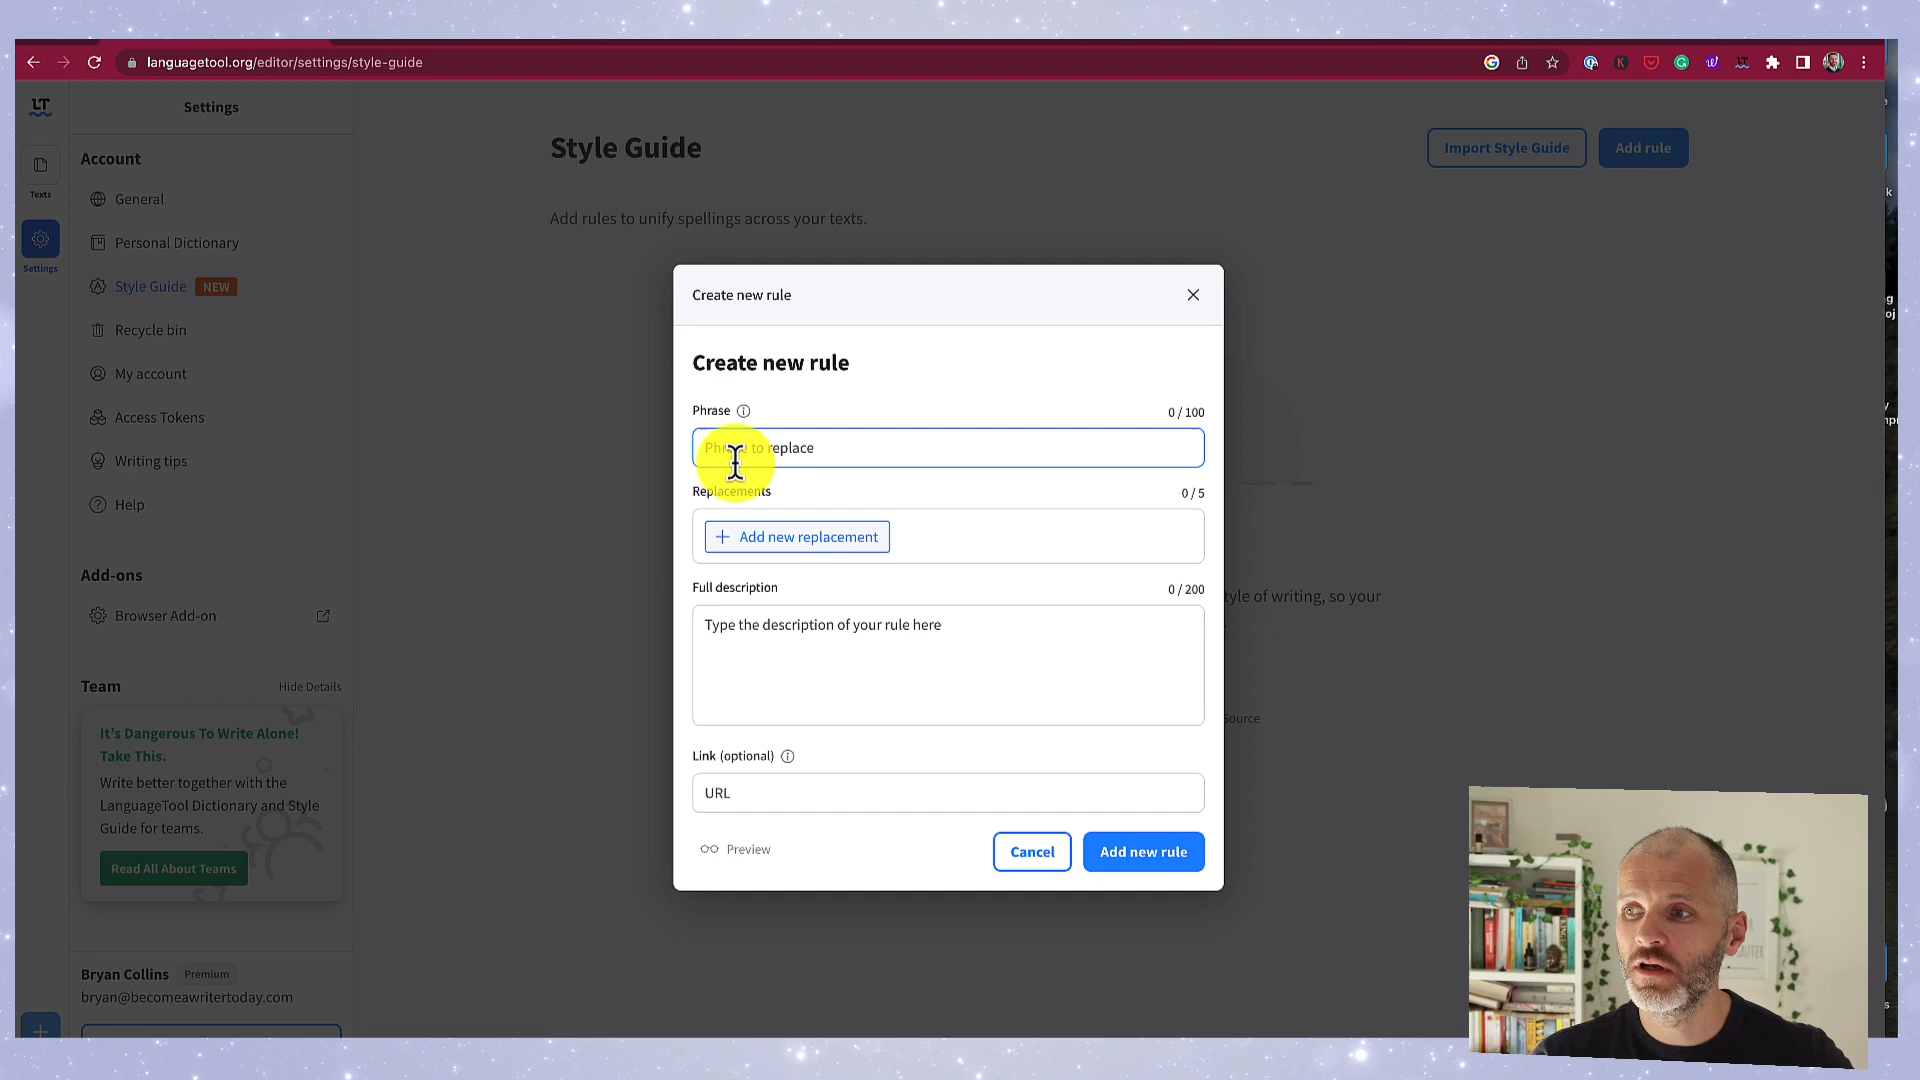 languagetool.org/editor/settings/style-guide
LT
Texts
Settings
Settings
Account
General
Personal Dictionary
Style Guide NEW
Recycle bin
My account
Access Tokens
Writing tips
Help
Add-ons
Browser Add-on
Team Hide Details
It's Dangerous To Write Alone!
Take This.
Write better together with the
LanguageTool Dictionary and Style
Guide for teams.
Read All About Teams
Bryan Collins Premium
bryan@becomeawritertoday.com
Style Guide
Import Style Guide
Add rule
Add rules to unify spellings across your texts.
Create new rule
Create new rule
Phrase 0 / 100
Phrase to replace
Replacements 0 / 5
Add new replacement
Full description 0 / 200
Type the description of your rule here
Link (optional)
URL
Preview
Cancel
Add new rule
tyle of writing, so your
Source